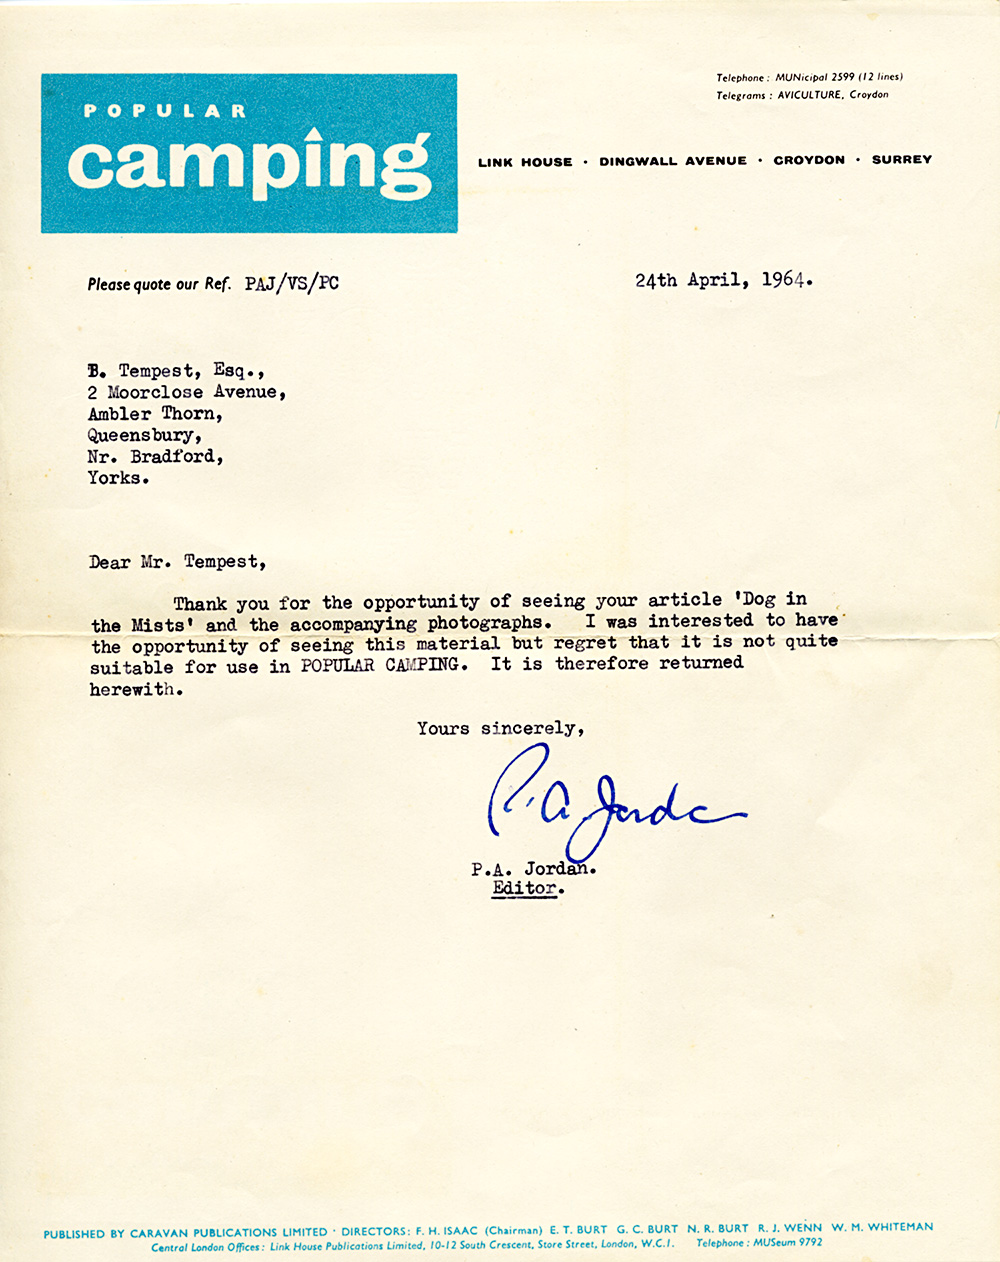 POPULAR
camping
Telephone: MUNicipal 2599 (12 lines)
Telegrams: AVICULTURE, Croydon
LINK HOUSE · DINGWALL AVENUE · CROYDON · SURREY
Please quote our Ref. PAJ/VS/PC
24th April, 1964.
B. Tempest, Esq.,
2 Moorclose Avenue,
Ambler Thorn,
Queensbury,
Nr. Bradford,
Yorks.
Dear Mr. Tempest,
Thank you for the opportunity of seeing your article 'Dog in
the Mists' and the accompanying photographs. I was interested to have
the opportunity of seeing this material but regret that it is not quite
suitable for use in POPULAR CAMPING. It is therefore returned
herewith.
Yours sincerely,
P. A. Jordan
P.A. Jordan.
Editor.
PUBLISHED BY CARAVAN PUBLICATIONS LIMITED · DIRECTORS: F. H. ISAAC (Chairman) E. T. BURT G. C. BURT N. R. BURT R. J. WENN W. M. WHITEMAN
Central London Offices: Link House Publications Limited, 10-12 South Crescent, Store Street, London, W.C.1. Telephone: MUSeum 9792